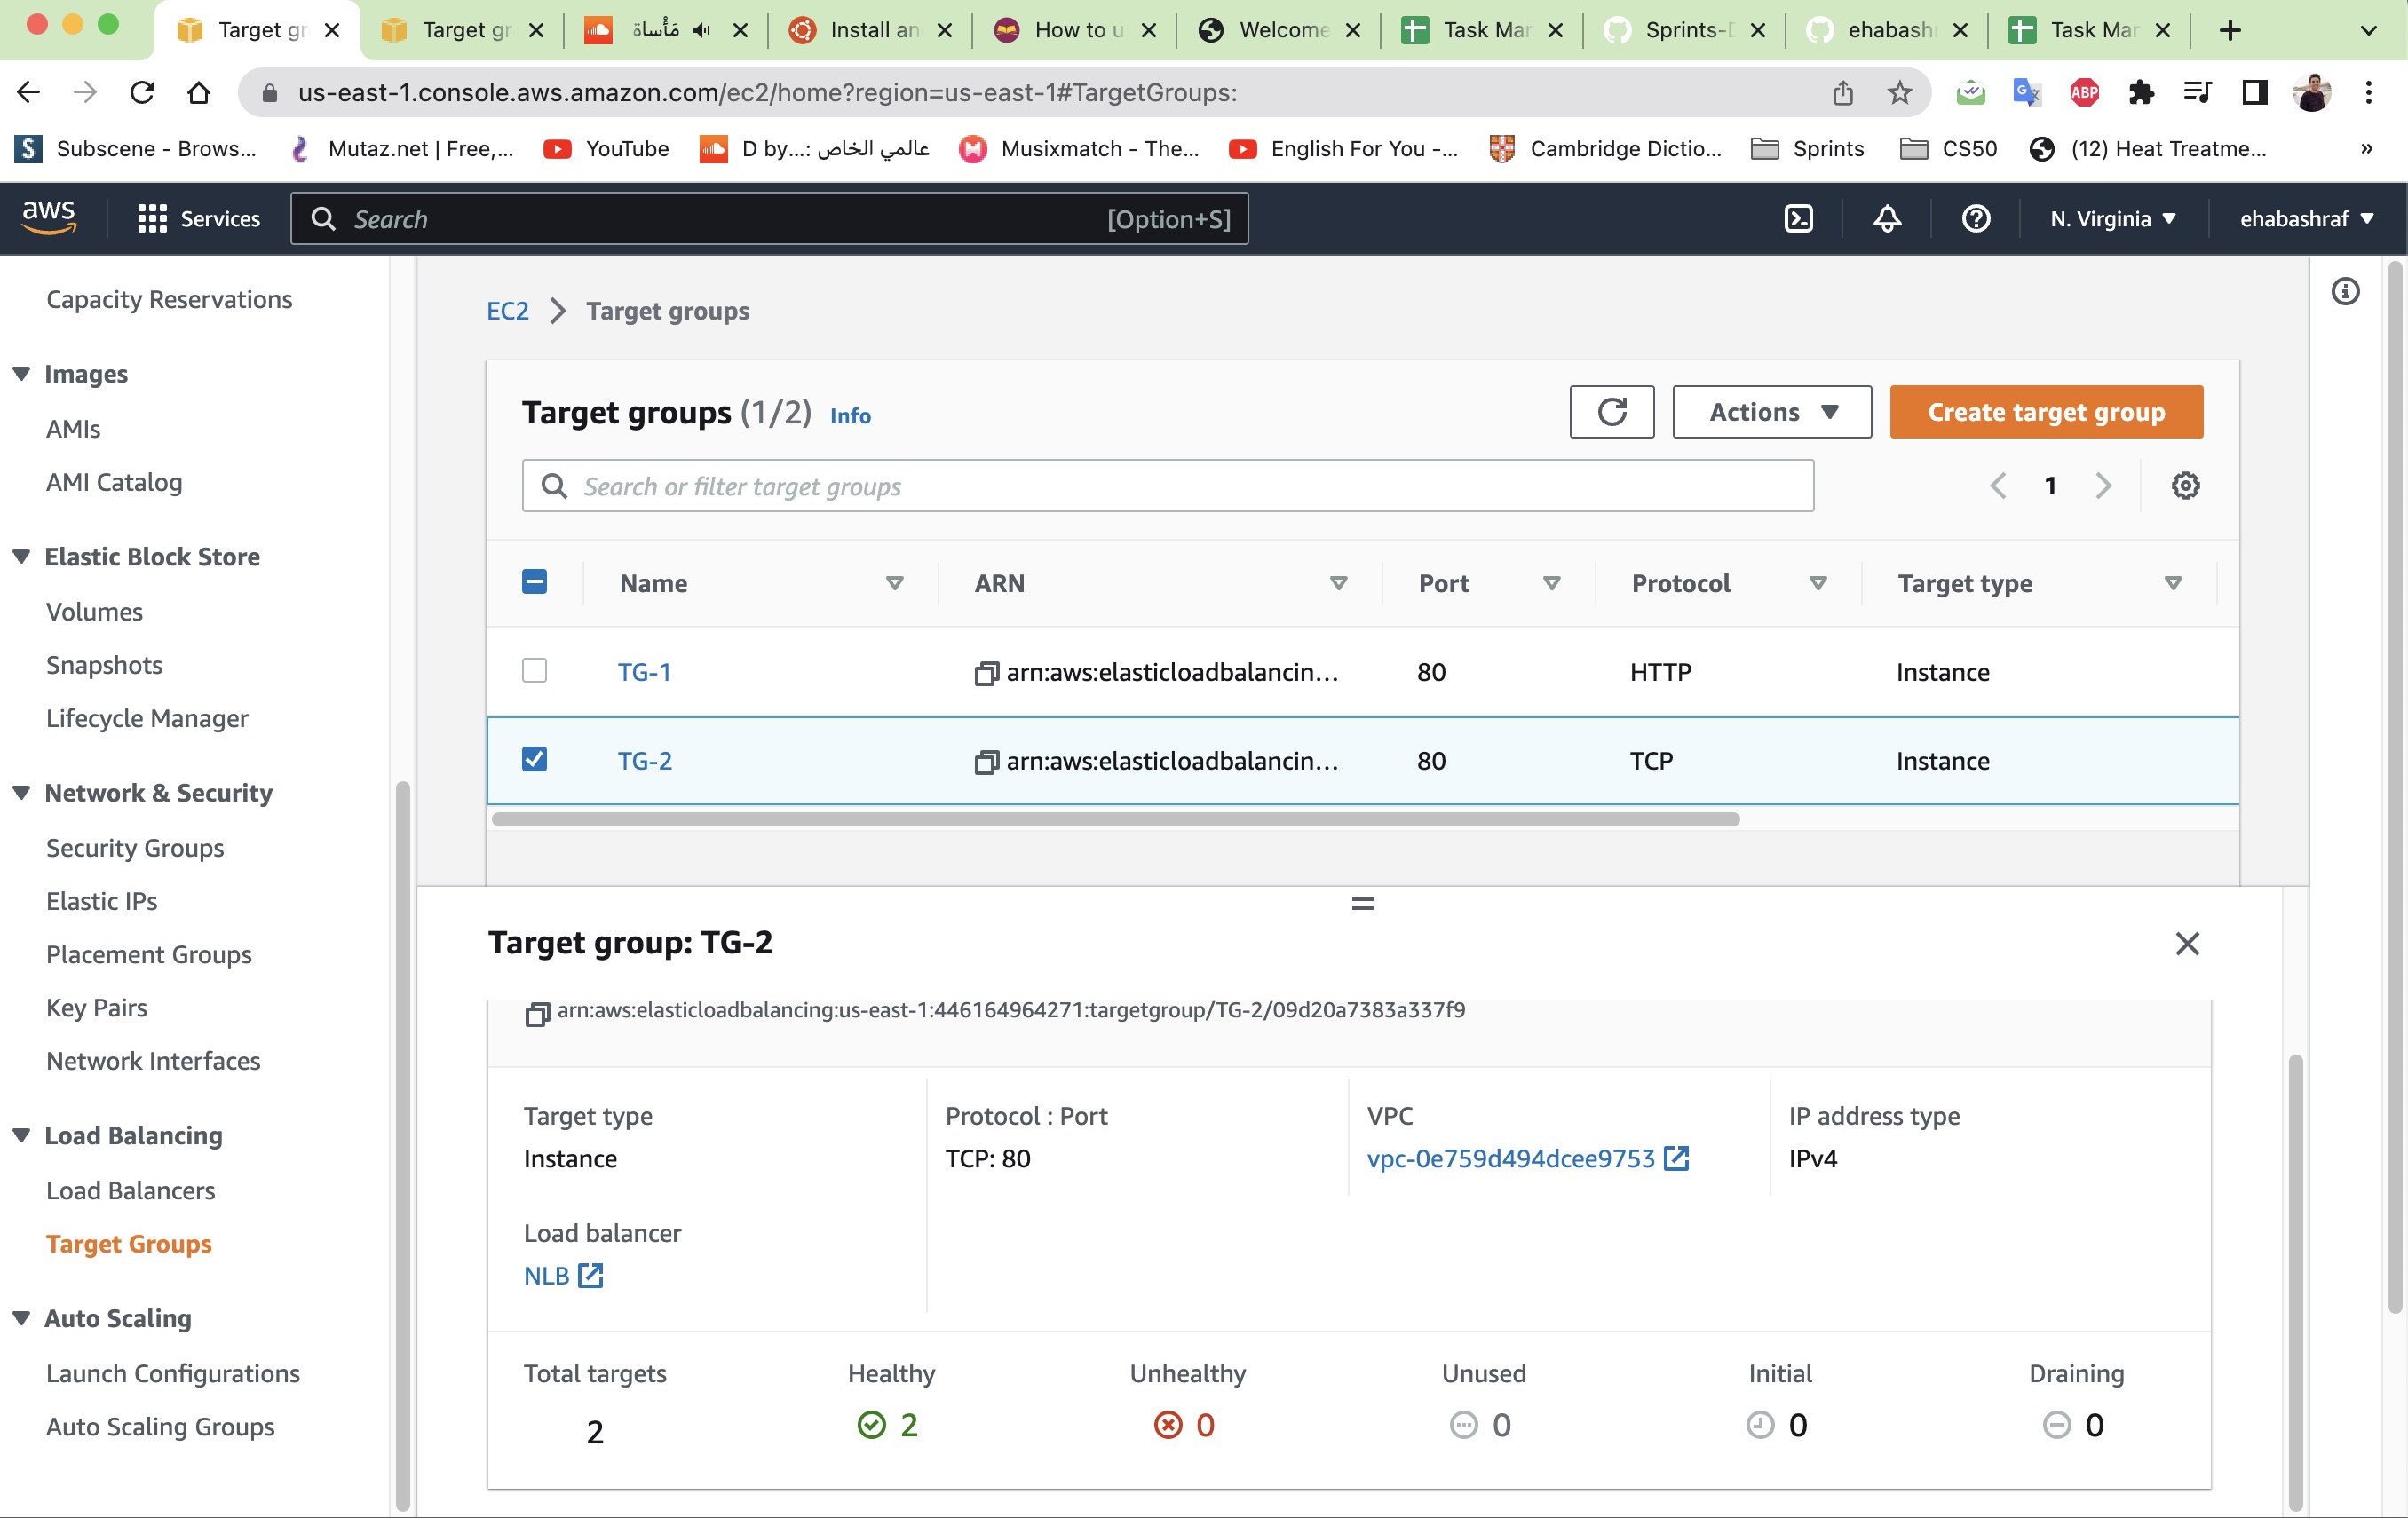 Target gr
Target gr
مَأْساة
Install an
How to u
Welcome
Task Mar
Sprints-D
ehabashr
Task Mar
us-east-1.console.aws.amazon.com/ec2/home?region=us-east-1#TargetGroups:
ABP
Subscene - Brows...
Mutaz.net | Free,...
YouTube
D by...: عالمي الخاص
Musixmatch - The...
English For You -...
Cambridge Dictio...
Sprints
CS50
(12) Heat Treatme...
»
aws
Services
Search
[Option+S]
N. Virginia
ehabashraf
Capacity Reservations
Images
AMIs
AMI Catalog
Elastic Block Store
Volumes
Snapshots
Lifecycle Manager
Network & Security
Security Groups
Elastic IPs
Placement Groups
Key Pairs
Network Interfaces
Load Balancing
Load Balancers
Target Groups
Auto Scaling
Launch Configurations
Auto Scaling Groups
EC2 > Target groups
Target groups (1/2) Info
Actions
Create target group
Search or filter target groups
1
Name ARN Port Protocol Target type
TG-1 arn:aws:elasticloadbalancin... 80 HTTP Instance
TG-2 arn:aws:elasticloadbalancin... 80 TCP Instance
Target group: TG-2
arn:aws:elasticloadbalancing:us-east-1:446164964271:targetgroup/TG-2/09d20a7383a337f9
Target type
Instance
Protocol : Port
TCP: 80
VPC
vpc-0e759d494dcee9753
IP address type
IPv4
Load balancer
NLB
Total targets
2
Healthy
2
Unhealthy
0
Unused
0
Initial
0
Draining
0